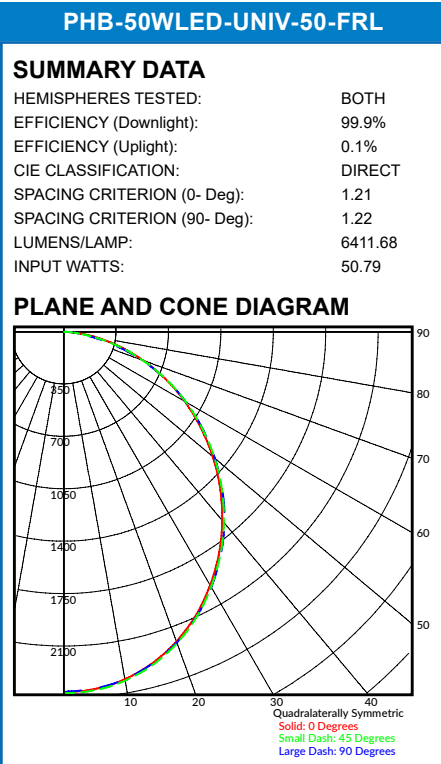 PHB-50WLED-UNIV-50-FRL
SUMMARY DATA
HEMISPHERES TESTED: BOTH
EFFICIENCY (Downlight): 99.9%
EFFICIENCY (Uplight): 0.1%
CIE CLASSIFICATION: DIRECT
SPACING CRITERION (0- Deg): 1.21
SPACING CRITERION (90- Deg): 1.22
LUMENS/LAMP: 6411.68
INPUT WATTS: 50.79
PLANE AND CONE DIAGRAM
90
350
80
700
70
1050
1400
60
1750
50
2100
10 20 30 40
Quadralaterally Symmetric
Solid: 0 Degrees
Small Dash: 45 Degrees
Large Dash: 90 Degrees